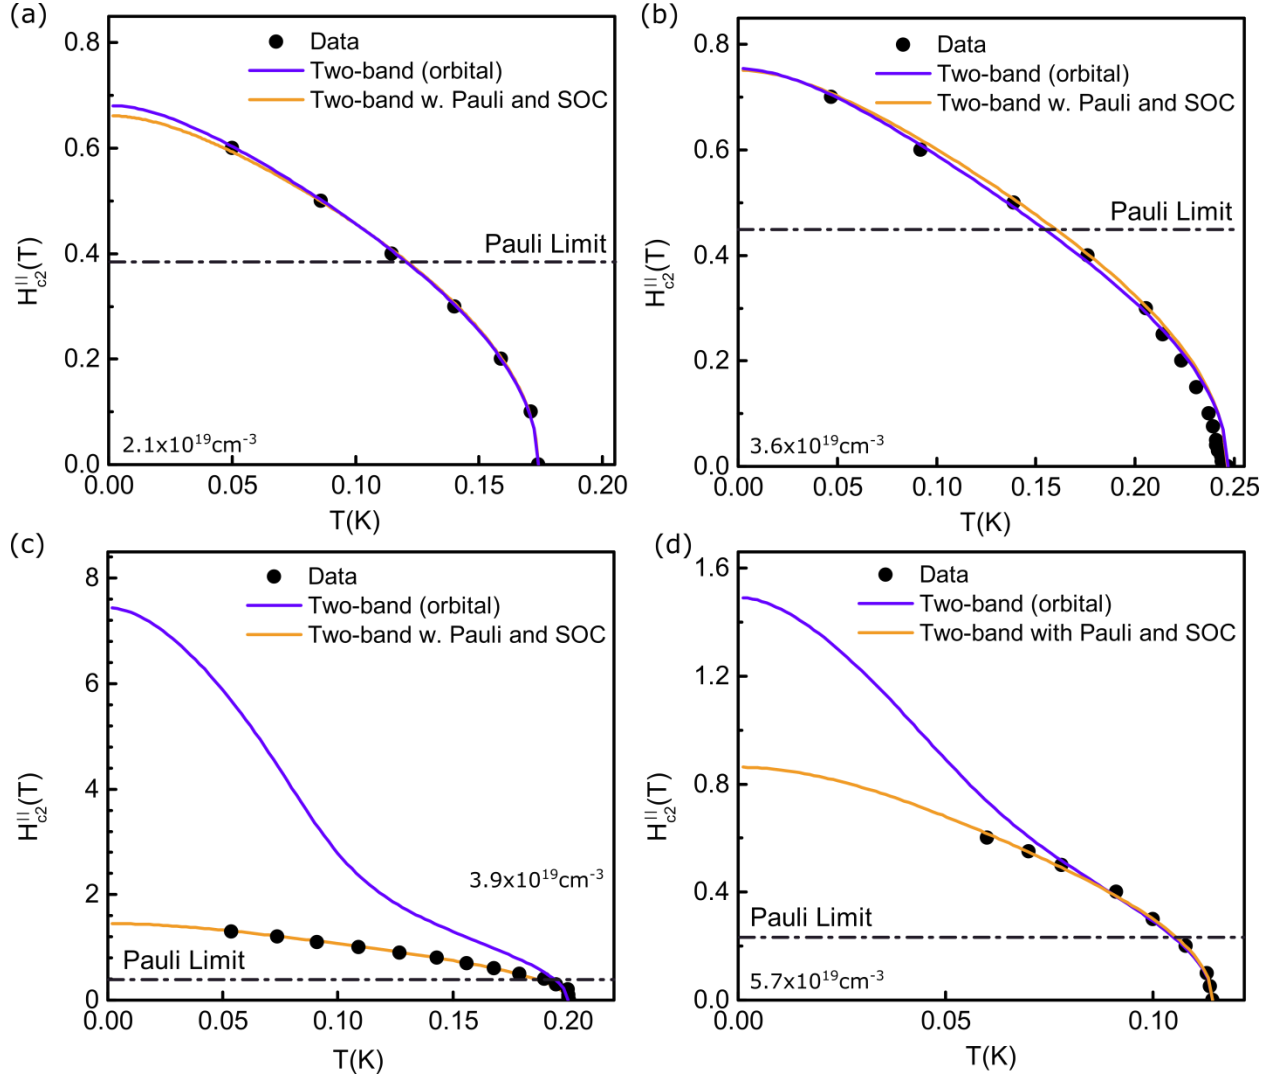 (a)
Data
Two-band (orbital)
Two-band w. Pauli and SOC
Pauli Limit
2.1x10¹⁹cm⁻³
0.8
0.6
0.4
0.2
0.0
H_c2^||(T)
0.00 0.05 0.10 0.15 0.20
T(K)
(b)
Data
Two-band (orbital)
Two-band w. Pauli and SOC
Pauli Limit
3.6x10¹⁹cm⁻³
0.8
0.6
0.4
0.2
0.0
H_c2^||(T)
0.00 0.05 0.10 0.15 0.20 0.25
T(K)
(c)
Data
Two-band (orbital)
Two-band w. Pauli and SOC
3.9x10¹⁹cm⁻³
Pauli Limit
8
6
4
2
0
H_c2^||(T)
0.00 0.05 0.10 0.15 0.20
T(K)
(d)
Data
Two-band (orbital)
Two-band with Pauli and SOC
Pauli Limit
5.7x10¹⁹cm⁻³
1.6
1.2
0.8
0.4
0.0
H_c2^||(T)
0.05 0.10
T(K)